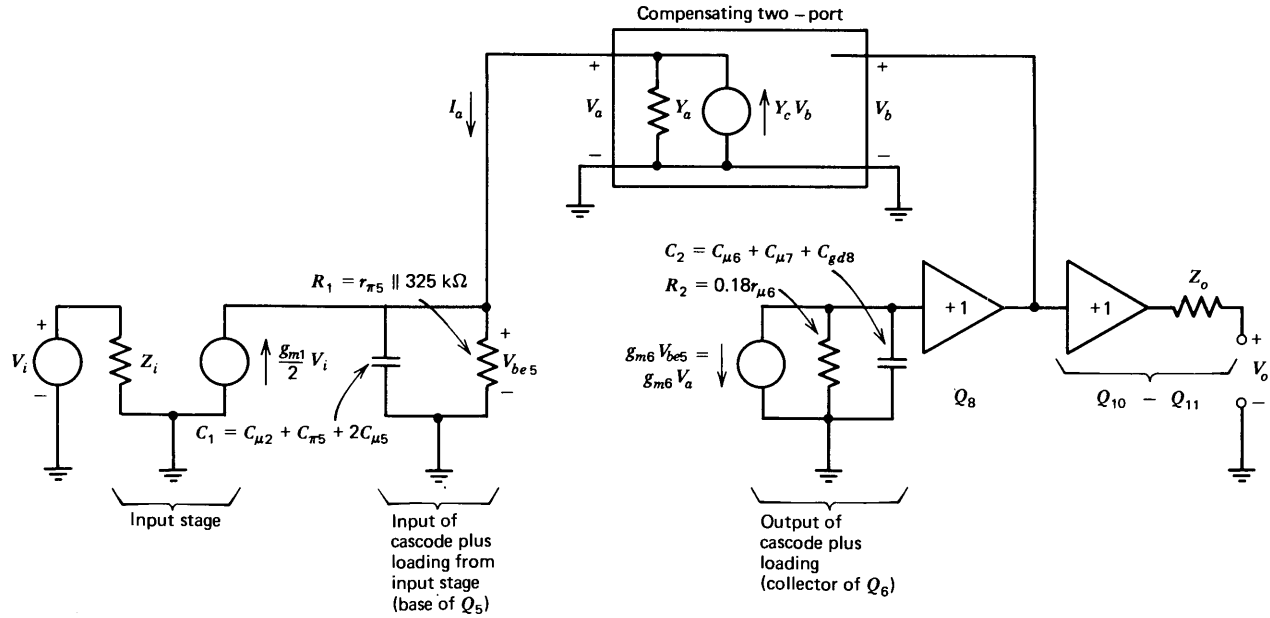 Compensating two – port
+
+
I_a
V_a
Y_a
Y_c V_b
V_b
–
–
C_2 = C_μ6 + C_μ7 + C_gd8
R_2 = 0.18r_μ6
R_1 = r_π5 ∥ 325 kΩ
Z_o
+
V_i
–
Z_i
g_m1/2 V_i
+
V_be5
–
g_m6 V_be5 =
g_m6 V_a
+1
+1
+
V_o
–
Q_8
Q_10 – Q_11
C_1 = C_μ2 + C_π5 + 2C_μ5
Input stage
Input of
cascode plus
loading from
input stage
(base of Q_5)
Output of
cascode plus
loading
(collector of Q_6)